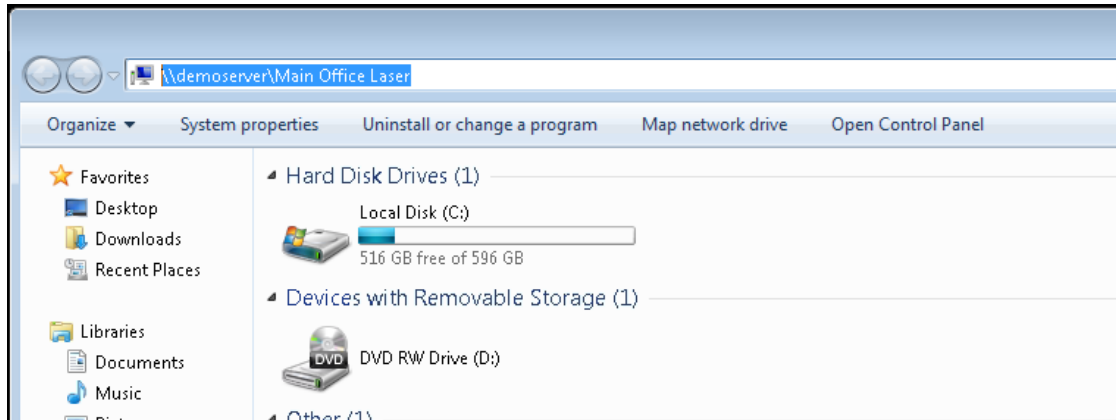 \\demoserver\Main Office Laser
Organize System properties Uninstall or change a program Map network drive Open Control Panel
Favorites
Desktop
Downloads
Recent Places
Libraries
Documents
Music
Hard Disk Drives (1)
Local Disk (C:)
516 GB free of 596 GB
Devices with Removable Storage (1)
DVD
DVD RW Drive (D:)
Other (1)